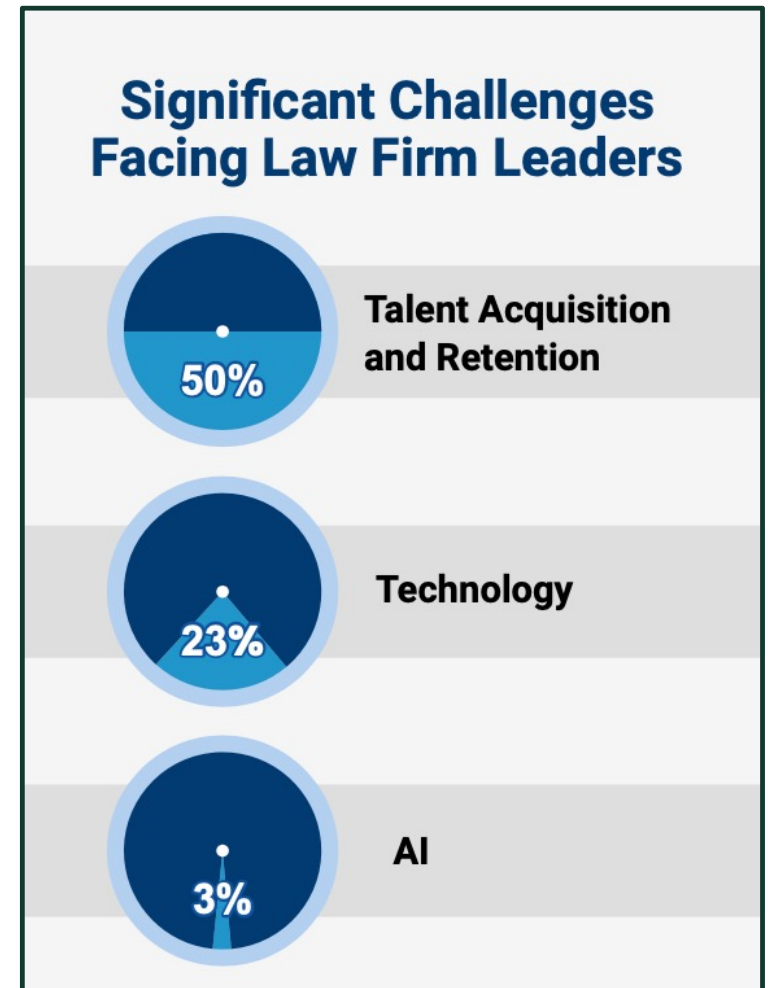 Significant Challenges
Facing Law Firm Leaders
50%
Talent Acquisition
and Retention
23%
Technology
3%
AI